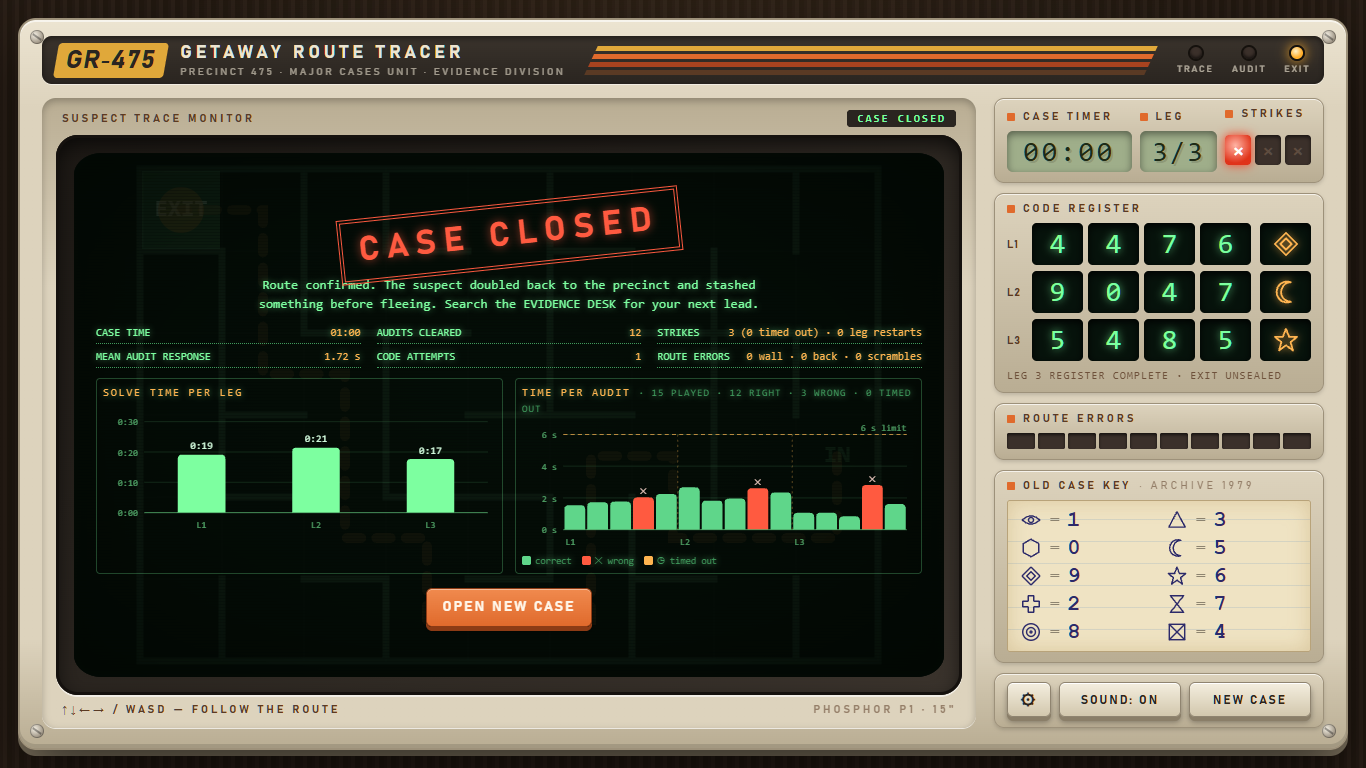 GR-475
GETAWAY ROUTE TRACER
PRECINCT 475 · MAJOR CASES UNIT · EVIDENCE DIVISION
TRACE AUDIT EXIT
SUSPECT TRACE MONITOR
CASE CLOSED
EXIT
CASE CLOSED
Route confirmed. The suspect doubled back to the precinct and stashed
something before fleeing. Search the EVIDENCE DESK for your next lead.
CASE TIME 01:00 AUDITS CLEARED 12 STRIKES 3 (0 timed out) · 0 leg restarts
MEAN AUDIT RESPONSE 1.72 s CODE ATTEMPTS 1 ROUTE ERRORS 0 wall · 0 back · 0 scrambles
SOLVE TIME PER LEG
0:30
0:20
0:10
0:00
0:19 0:21 0:17
L1 L2 L3
TIME PER AUDIT · 15 PLAYED · 12 RIGHT · 3 WRONG · 0 TIMED
OUT
6 s limit
6 s
4 s
2 s
0 s
IN
✕ ✕ ✕
L1 L2 L3
correct ✕ wrong ◷ timed out
OPEN NEW CASE
↑↓←→ / WASD — FOLLOW THE ROUTE
PHOSPHOR P1 · 15"
CASE TIMER LEG STRIKES
00:00 3/3 × × ×
CODE REGISTER
L1 4 4 7 6
L2 9 0 4 7
L3 5 4 8 5
LEG 3 REGISTER COMPLETE · EXIT UNSEALED
ROUTE ERRORS
OLD CASE KEY · ARCHIVE 1979
= 1 = 3
= 0 = 5
= 9 = 6
= 2 = 7
= 8 = 4
SOUND: ON NEW CASE